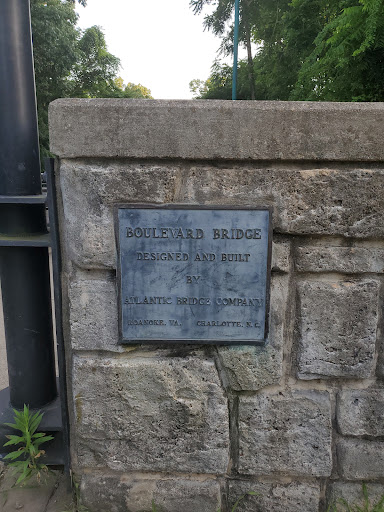 BOULEVARD BRIDGE
DESIGNED AND BUILT
BY
ATLANTIC BRIDGE COMPANY
ROANOKE, VA. CHARLOTTE, N.C.